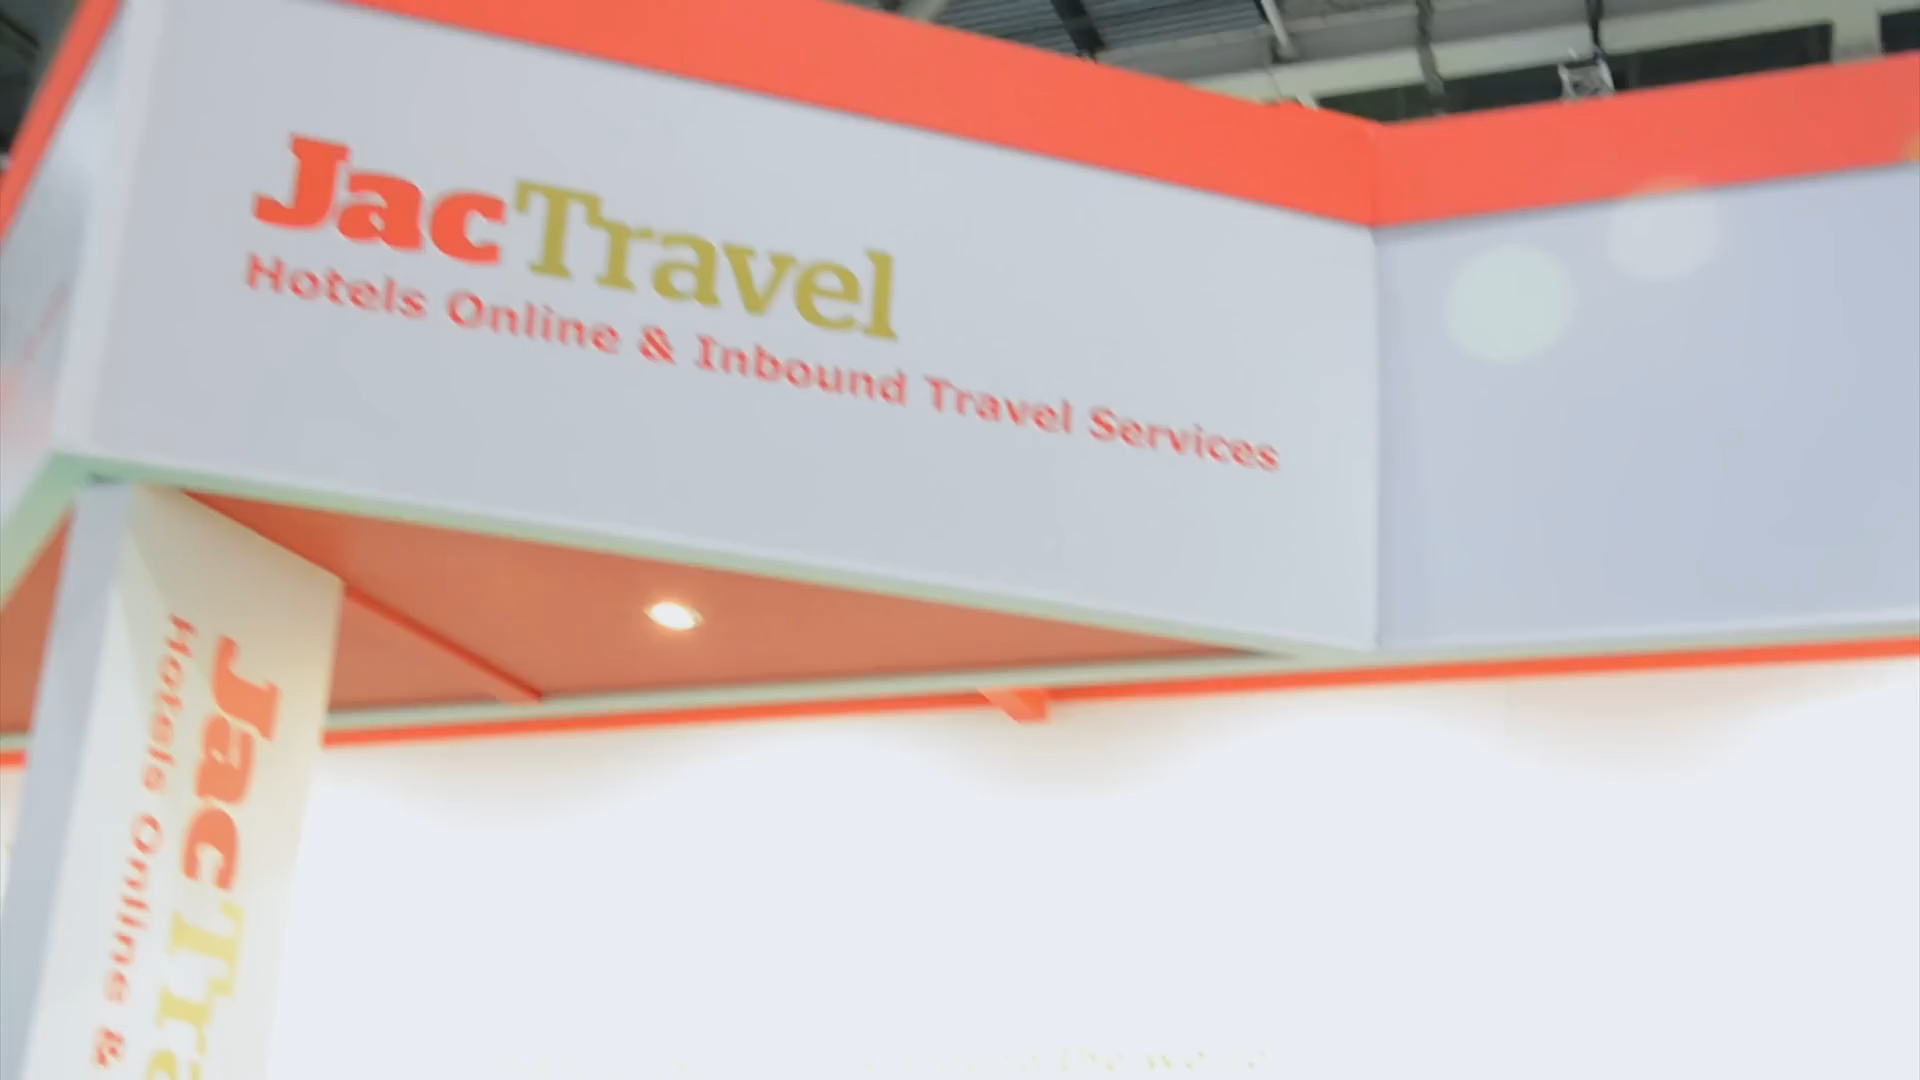 JacTravel
Hotels Online & Inbound Travel Services
JacTra
Hotels Online &